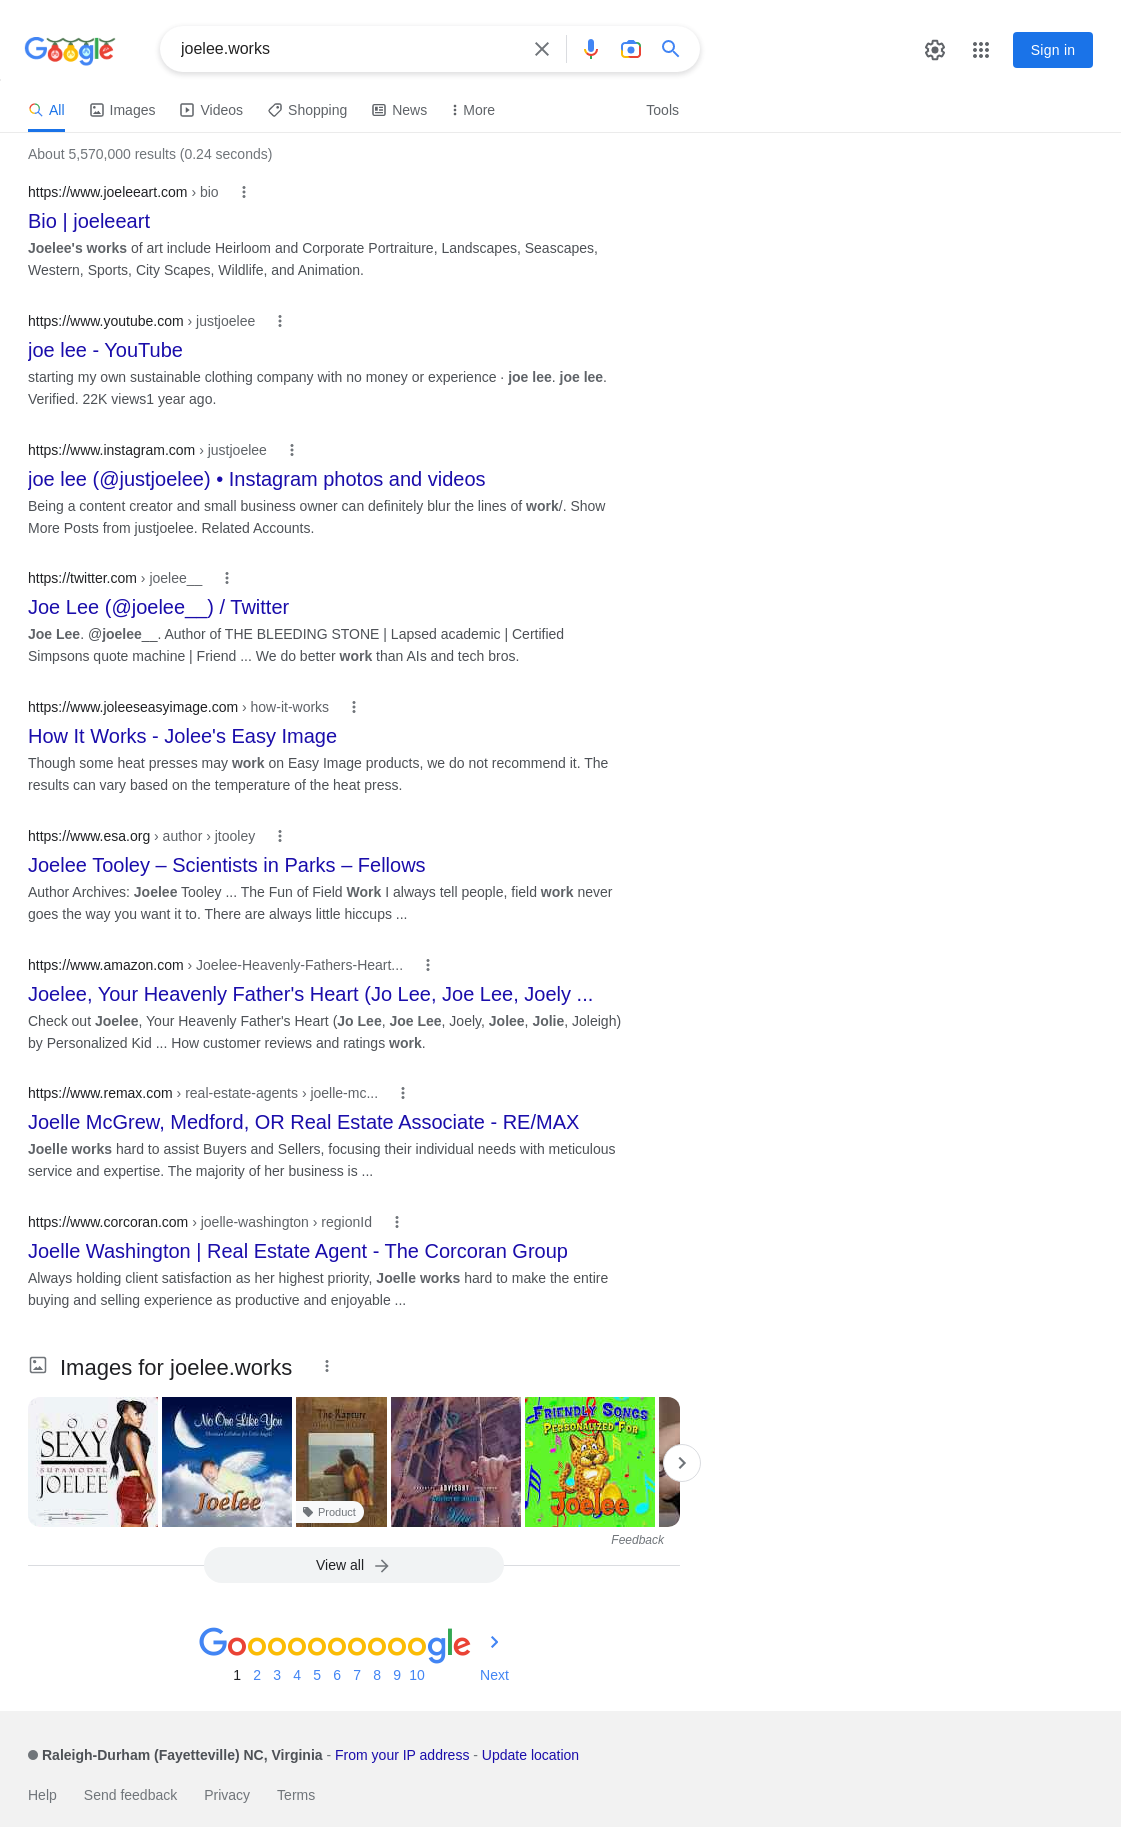 Google
joelee.works
Sign in
All Images Videos Shopping News More Tools
About 5,570,000 results (0.24 seconds)
https://www.joeleeart.com › bio
Bio | joeleeart
Joelee's works of art include Heirloom and Corporate Portraiture, Landscapes, Seascapes,
Western, Sports, City Scapes, Wildlife, and Animation.
https://www.youtube.com › justjoelee
joe lee - YouTube
starting my own sustainable clothing company with no money or experience · joe lee. joe lee.
Verified. 22K views1 year ago.
https://www.instagram.com › justjoelee
joe lee (@justjoelee) • Instagram photos and videos
Being a content creator and small business owner can definitely blur the lines of work/. Show
More Posts from justjoelee. Related Accounts.
https://twitter.com › joelee__
Joe Lee (@joelee__) / Twitter
Joe Lee. @joelee__. Author of THE BLEEDING STONE | Lapsed academic | Certified
Simpsons quote machine | Friend ... We do better work than AIs and tech bros.
https://www.joleeseasyimage.com › how-it-works
How It Works - Jolee's Easy Image
Though some heat presses may work on Easy Image products, we do not recommend it. The
results can vary based on the temperature of the heat press.
https://www.esa.org › author › jtooley
Joelee Tooley – Scientists in Parks – Fellows
Author Archives: Joelee Tooley ... The Fun of Field Work I always tell people, field work never
goes the way you want it to. There are always little hiccups ...
https://www.amazon.com › Joelee-Heavenly-Fathers-Heart...
Joelee, Your Heavenly Father's Heart (Jo Lee, Joe Lee, Joely ...
Check out Joelee, Your Heavenly Father's Heart (Jo Lee, Joe Lee, Joely, Jolee, Jolie, Joleigh)
by Personalized Kid ... How customer reviews and ratings work.
https://www.remax.com › real-estate-agents › joelle-mc...
Joelle McGrew, Medford, OR Real Estate Associate - RE/MAX
Joelle works hard to assist Buyers and Sellers, focusing their individual needs with meticulous
service and expertise. The majority of her business is ...
https://www.corcoran.com › joelle-washington › regionId
Joelle Washington | Real Estate Agent - The Corcoran Group
Always holding client satisfaction as her highest priority, Joelle works hard to make the entire
buying and selling experience as productive and enjoyable ...
Images for joelee.works
SOO
SEXY
SUPAMODEL
JOELEE
No One Like You
Joelee
The Rapture
Product
ADVISORY
FRIENDLY SONGS
PERSONALIZED FOR
Joelee
Feedback
View all
Goooooooooogle
1 2 3 4 5 6 7 8 9 10 Next
Raleigh-Durham (Fayetteville) NC, Virginia - From your IP address - Update location
Help Send feedback Privacy Terms